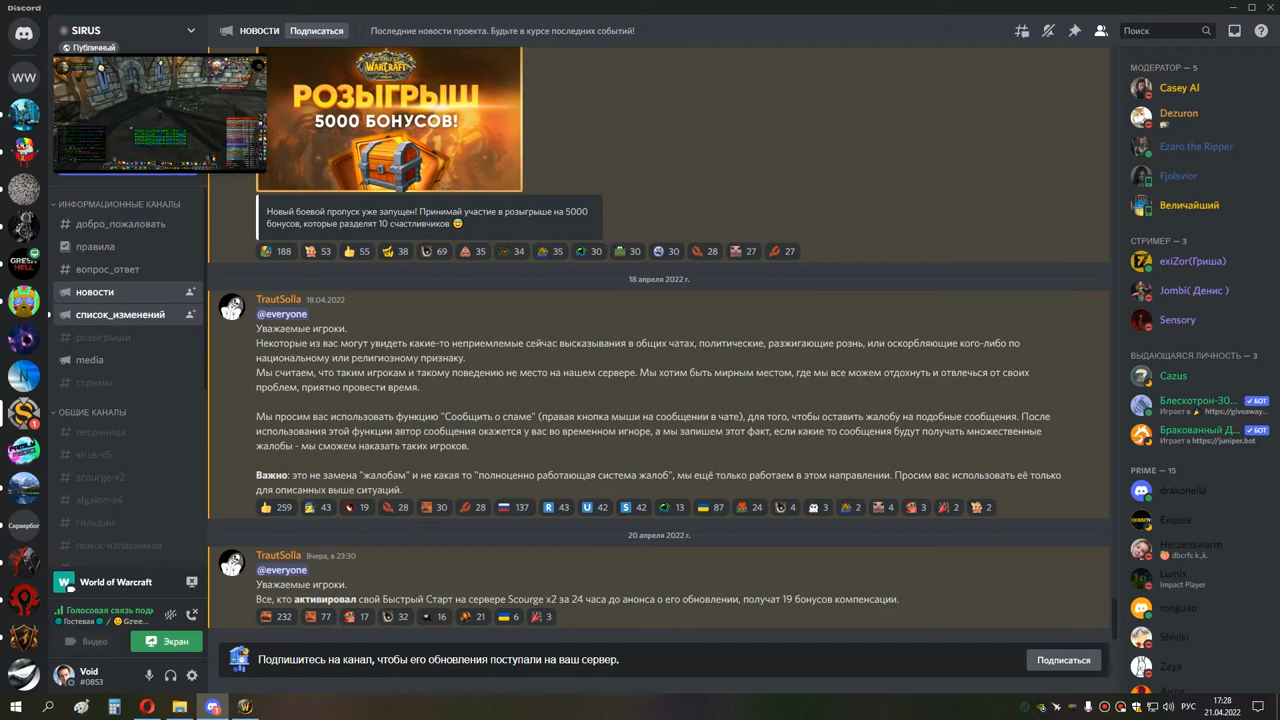 Discord
SIRUS
Публичный
НОВОСТИ
Подписаться
Последние новости проекта. Будьте в курсе последних событий!
Поиск
WW
GREEN HELL
Сервербог
ИНФОРМАЦИОННЫЕ КАНАЛЫ
добро_пожаловать
правила
вопрос_ответ
новости
список_изменений
розыгрыши
media
стримы
ОБЩИЕ КАНАЛЫ
песочница
sirus-x5
scourge-x2
algalon-x4
гильдии
поиск-напарников
World of Warcraft
Голосовая связь подк
Гостевая / Gree...
Видео
Экран
Void
#0853
WARCRAFT
РОЗЫГРЫШ
5000 БОНУСОВ!
Новый боевой пропуск уже запущен! Принимай участие в розыгрыше на 5000
бонусов, которые разделят 10 счастливчиков
188 53 55 38 69 35 34 35 30 30 30 28 27 27
18 апреля 2022 г.
TrautSolla 18.04.2022
@everyone
Уважаемые игроки.
Некоторые из вас могут увидеть какие-то неприемлемые сейчас высказывания в общих чатах, политические, разжигающие рознь, или оскорбляющие кого-либо по
национальному или религиозному признаку.
Мы считаем, что таким игрокам и такому поведению не место на нашем сервере. Мы хотим быть мирным местом, где мы все можем отдохнуть и отвлечься от своих
проблем, приятно провести время.
Мы просим вас использовать функцию "Сообщить о спаме" (правая кнопка мыши на сообщении в чате), для того, чтобы оставить жалобу на подобные сообщения. После
использования этой функции автор сообщения окажется у вас во временном игноре, а мы запишем этот факт, если какие то сообщения будут получать множественные
жалобы - мы сможем наказать таких игроков.
Важно: это не замена "жалобам" и не какая то "полноценно работающая система жалоб", мы ещё только работаем в этом направлении. Просим вас использовать её только
для описанных выше ситуаций.
259 43 19 28 30 28 137 R 43 U 42 S 42 13 87 24 4 3 2 4 3 2 2
20 апреля 2022 г.
TrautSolla Вчера, в 23:30
@everyone
Уважаемые игроки.
Все, кто активировал свой Быстрый Старт на сервере Scourge x2 за 24 часа до анонса о его обновлении, получат 19 бонусов компенсации.
232 77 17 32 16 21 6 3
Подпишитесь на канал, чтобы его обновления поступали на ваш сервер.
Подписаться
МОДЕРАТОР — 5
Casey Al
Dezuron
Ezaro the Ripper
Fjolsvior
Величайший
СТРИМЕР — 3
exiZor(Гриша)
Jombi( Денис )
Sensory
ВЫДАЮЩАЯСЯ ЛИЧНОСТЬ — 3
Cazus
Блескотрон-30... БОТ
Играет в https://giveaway...
Бракованный Д... БОТ
Играет в https://juniper.bot
PRIME — 15
drakonella
Exquse
Herzenswarm
dbcrfc k,k.
Lumix
Impact Player
ronguao
Shiviki
Zaya
Анти
РУС
17:28
21.04.2022